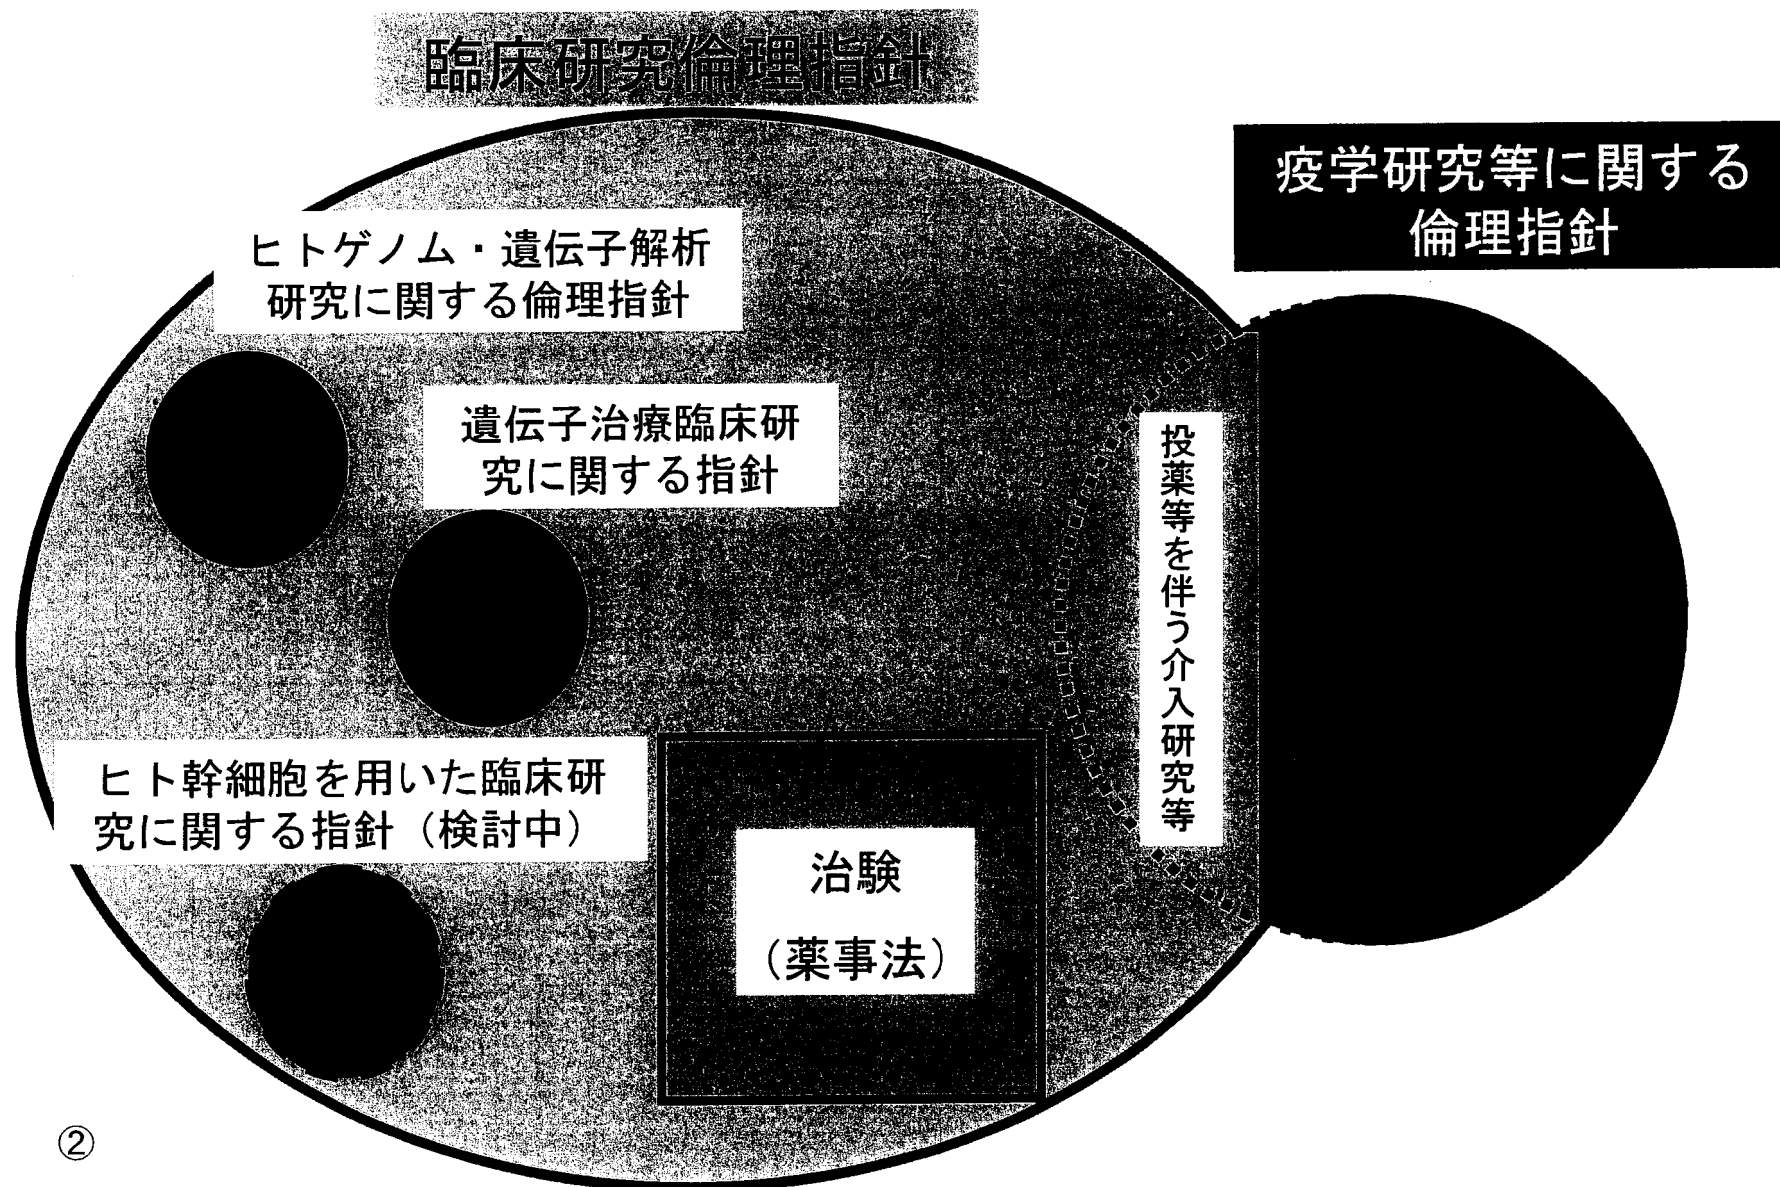 臨床研究倫理指針
疫学研究等に関する
倫理指針
ヒトゲノム・遺伝子解析
研究に関する倫理指針
遺伝子治療臨床研
究に関する指針
投薬等を伴う介入研究等
ヒト幹細胞を用いた臨床研
究に関する指針（検討中）
治験
（薬事法）
②